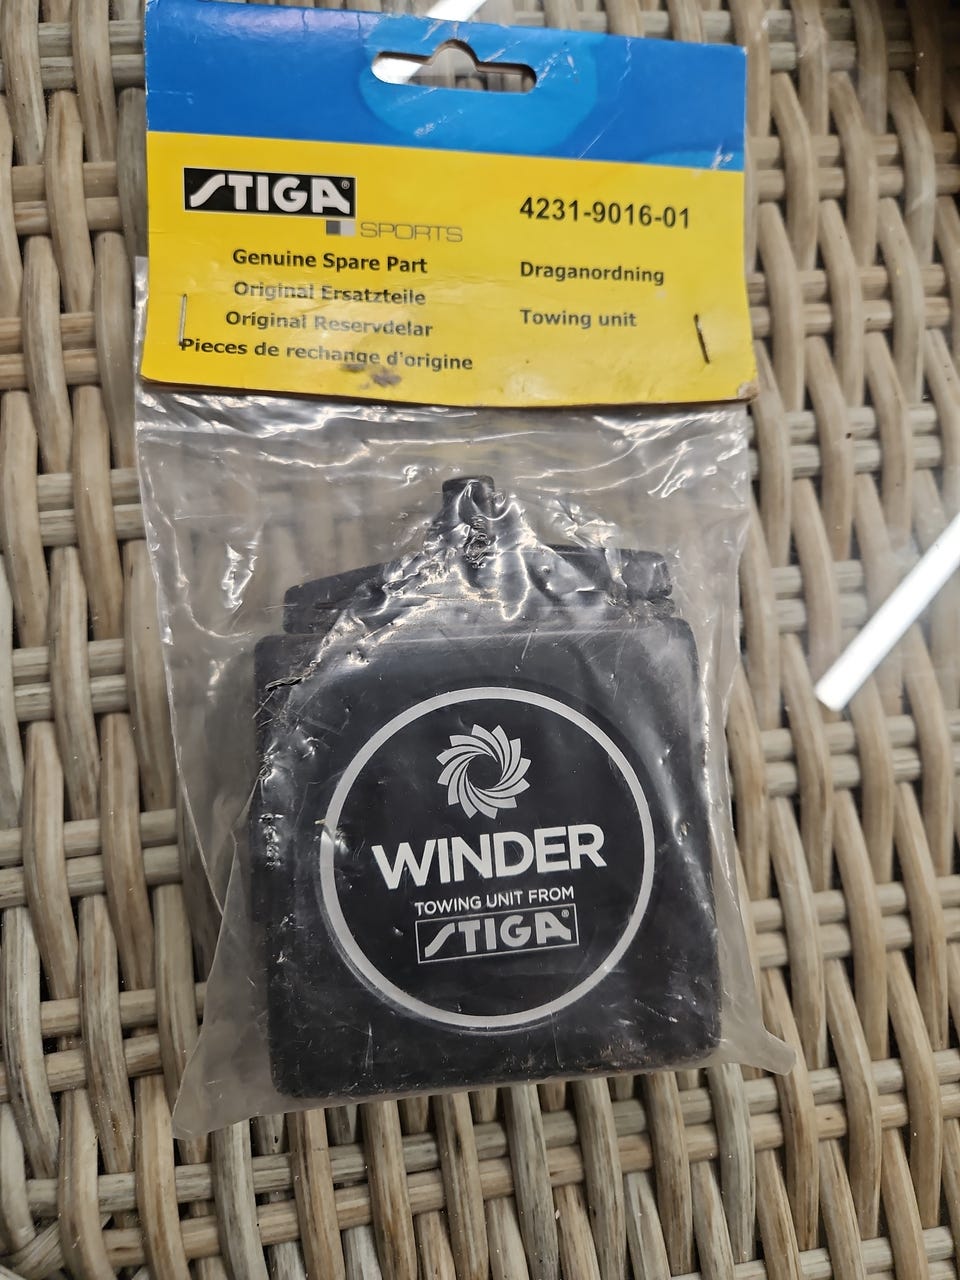 STIGA®
SPORTS
Genuine Spare Part
Original Ersatzteile
Original Reservdelar
Pieces de rechange d'origine
4231-9016-01
Draganordning
Towing unit
WINDER
TOWING UNIT FROM
STIGA®